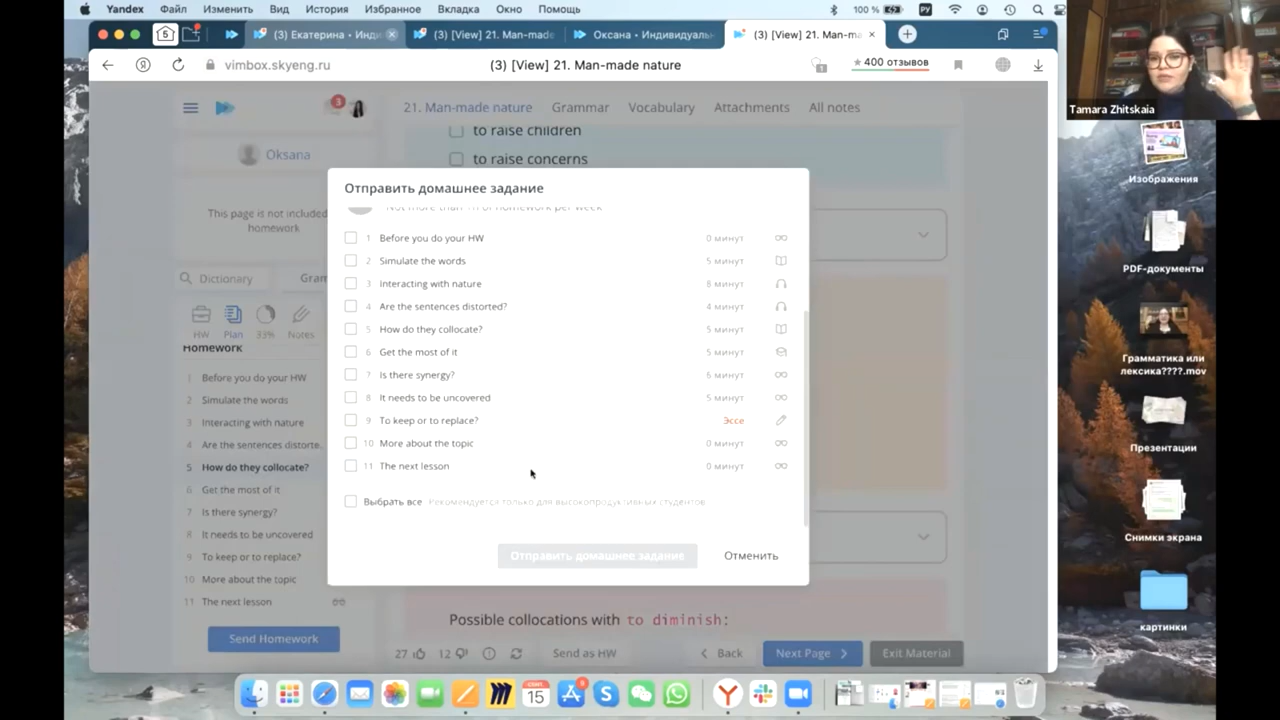 Yandex Файл Изменить Вид История Избранное Вкладка Окно Помощь 100 % РУ
5 (3) Екатерина • Инди (3) [View] 21. Man-made Оксана • Индивидуаль (3) [View] 21. Man-m
vimbox.skyeng.ru (3) [View] 21. Man-made nature ★ 400 отзывов
Tamara Zhitskaia
3 21. Man-made nature Grammar Vocabulary Attachments All notes
to raise children
to raise concerns
Oksana
This page is not included
homework
Dictionary Gram
HW Plan 33% Notes
Homework
1 Before you do your HW
2 Simulate the words
3 Interacting with nature
4 Are the sentences distorte..
5 How do they collocate?
6 Get the most of it
7 Is there synergy?
8 It needs to be uncovered
9 To keep or to replace?
10 More about the topic
11 The next lesson
Send Homework
Отправить домашнее задание
of homework per week
1 Before you do your HW 0 минут
2 Simulate the words 5 минут
3 Interacting with nature 8 минут
4 Are the sentences distorted? 4 минут
5 How do they collocate? 5 минут
6 Get the most of it 5 минут
7 Is there synergy? 6 минут
8 It needs to be uncovered 5 минут
9 To keep or to replace? Эссе
10 More about the topic 0 минут
11 The next lesson 0 минут
Выбрать все Рекомендуется только для высокопродуктивных студентов
Отправить домашнее задание Отменить
Possible collocations with to diminish:
27 12 Send as HW Back Next Page Exit Material
Изображения
PDF-документы
Грамматика или
лексика????.mov
Презентации
Снимки экрана
картинки
15